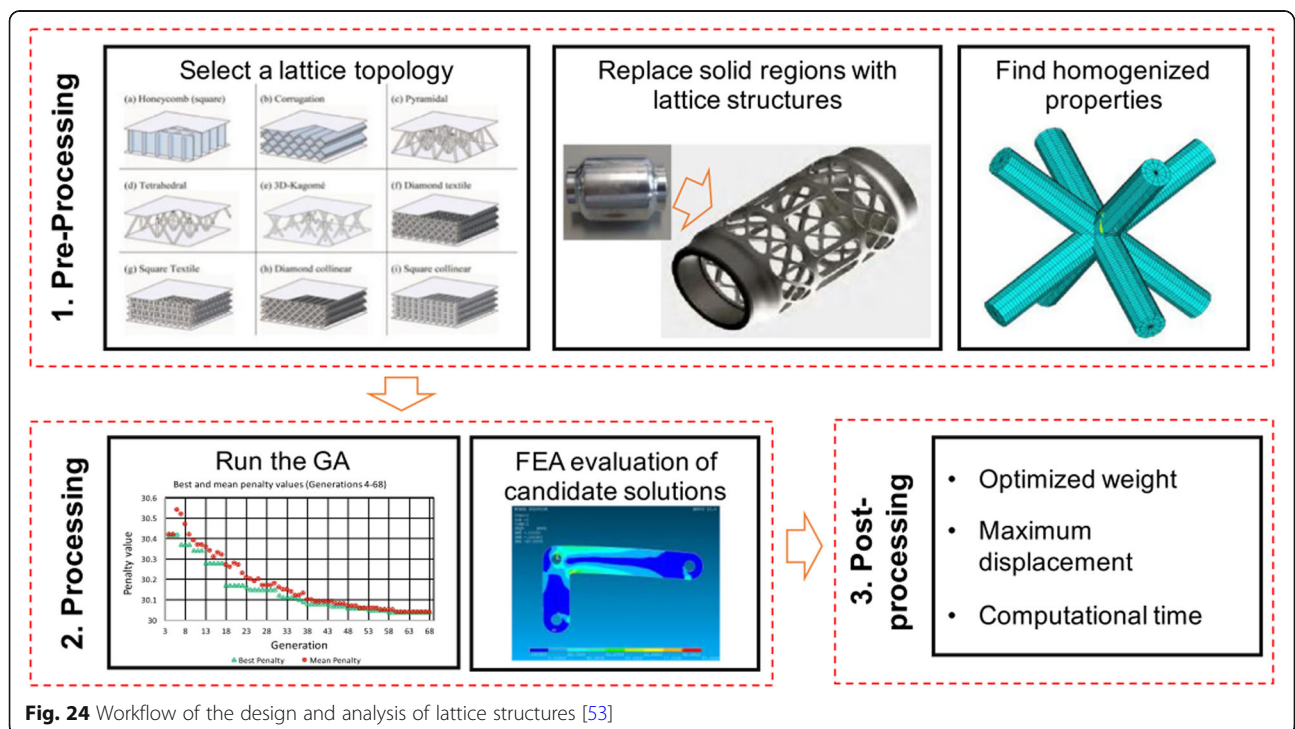 1. Pre-Processing
Select a lattice topology
(a) Honeycomb (square)
(b) Corrugation
(c) Pyramidal
(d) Tetrahedral
(e) 3D-Kagomé
(f) Diamond textile
(g) Square Textile
(h) Diamond collinear
(i) Square collinear
Replace solid regions with
lattice structures
Find homogenized
properties
2. Processing
Run the GA
Best and mean penalty values (Generations 4-68)
Penalty value
30.6
30.5
30.4
30.3
30.2
30.1
30
3 8 13 18 23 28 33 38 43 48 53 58 63 68
Generation
Best Penalty Mean Penalty
FEA evaluation of
candidate solutions
3. Post-
processing
• Optimized weight
• Maximum
displacement
• Computational time
Fig. 24 Workflow of the design and analysis of lattice structures [53]